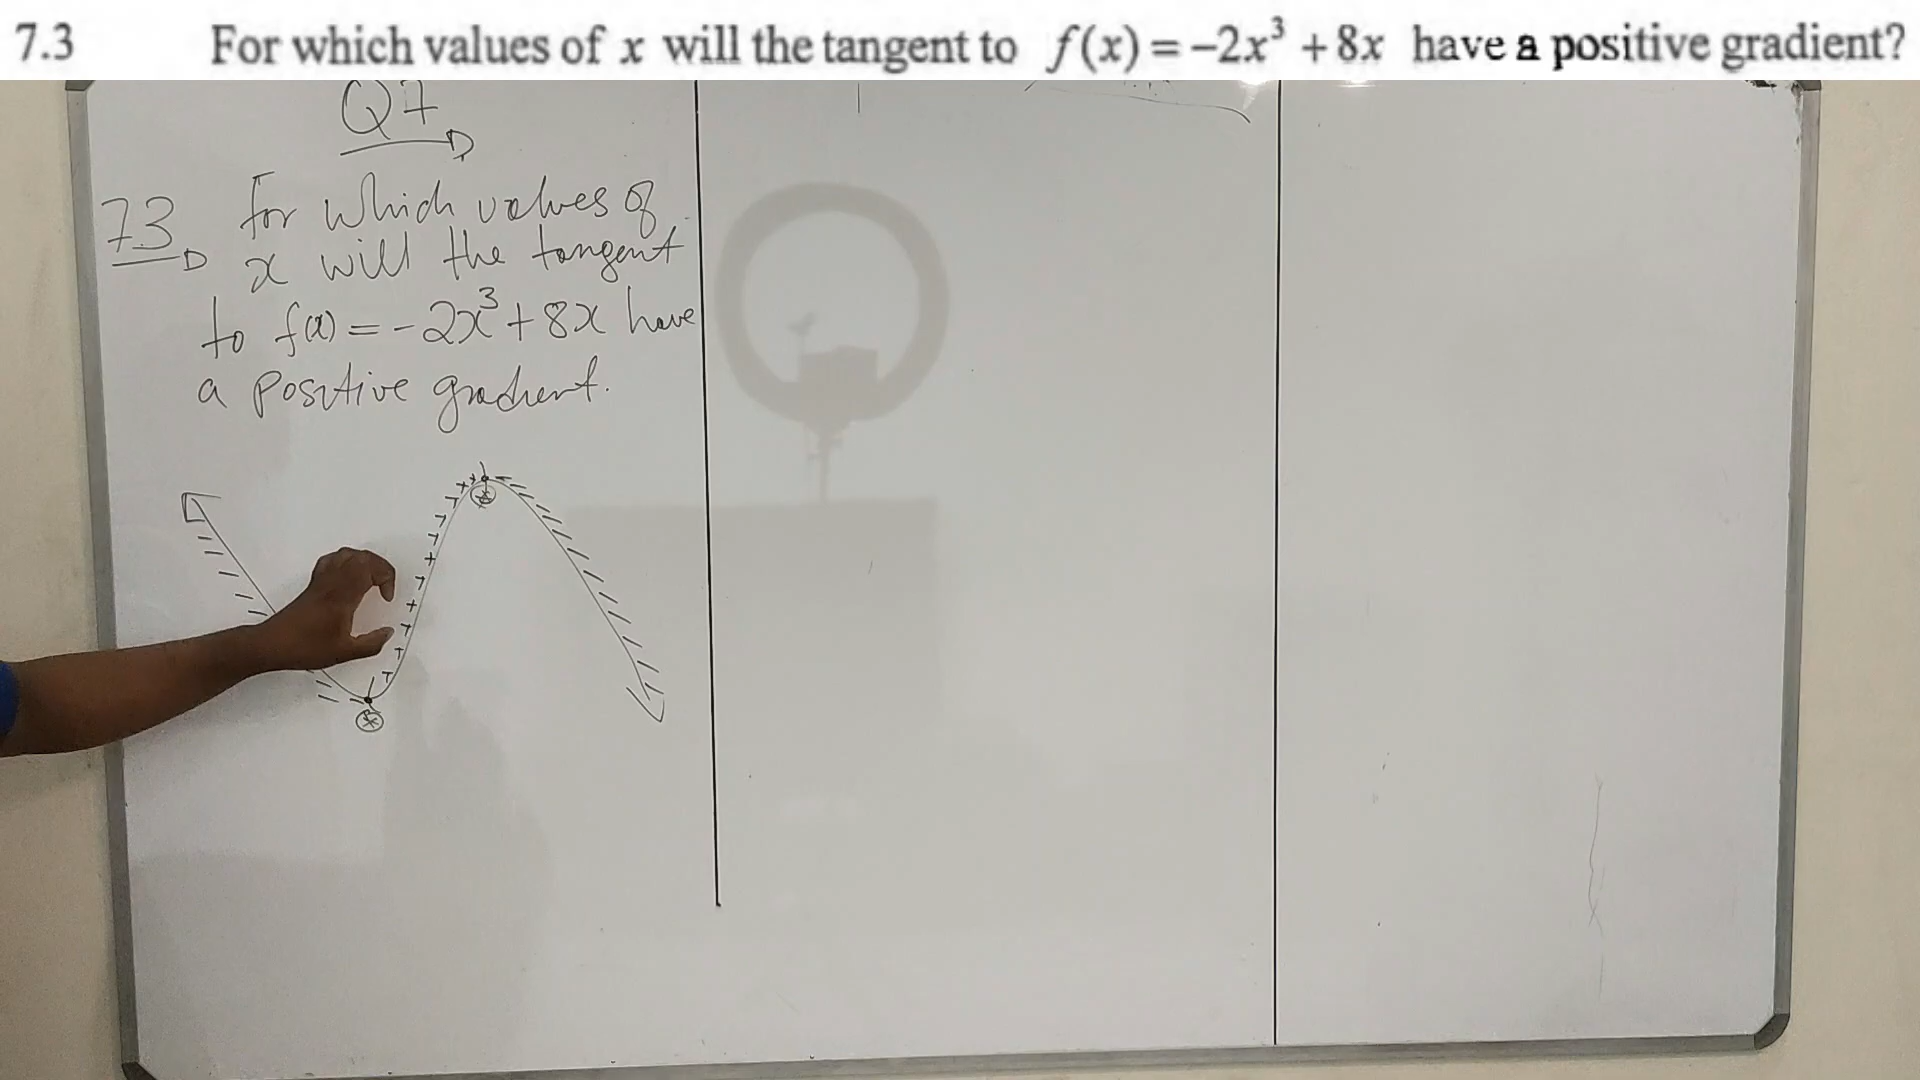 7.3 For which values of x will the tangent to f(x) = −2x³ + 8x have a positive gradient?
Q7
7.3 For which values of
x will the tangent
to f(x) = -2x³ + 8x have
a positive gradient.